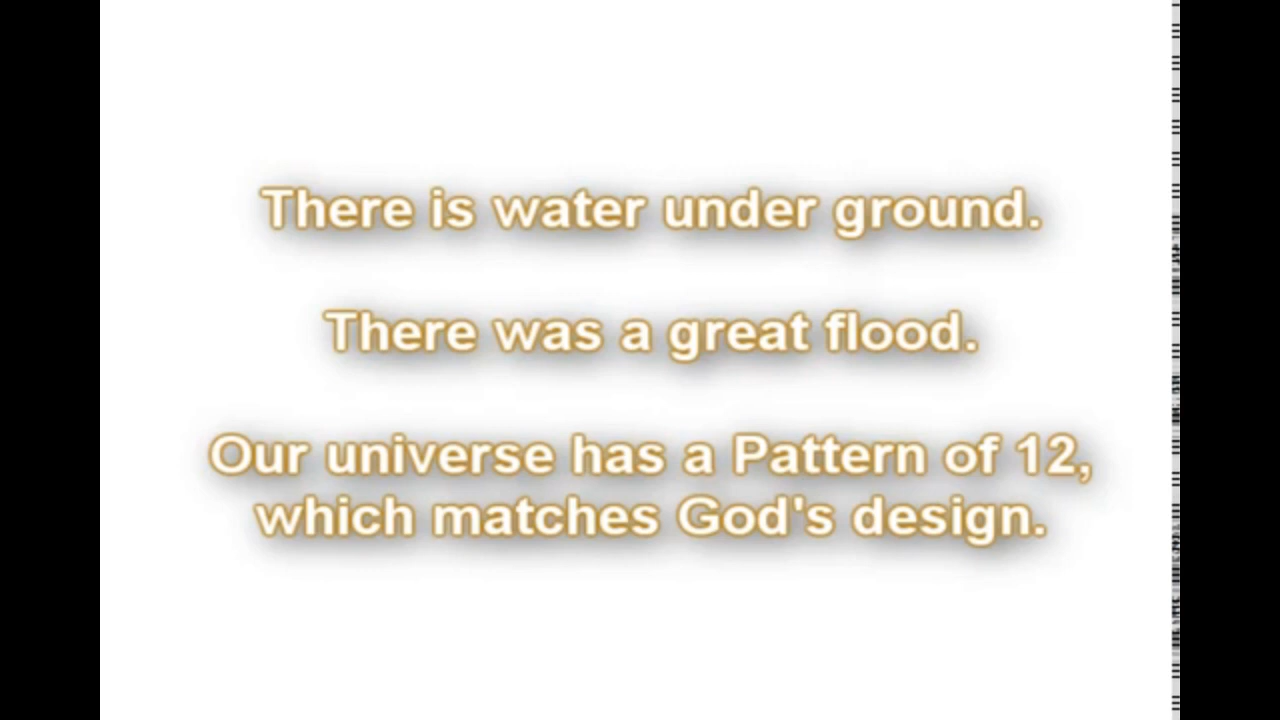 There is water under ground.
There was a great flood.
Our universe has a Pattern of 12,
which matches God's design.